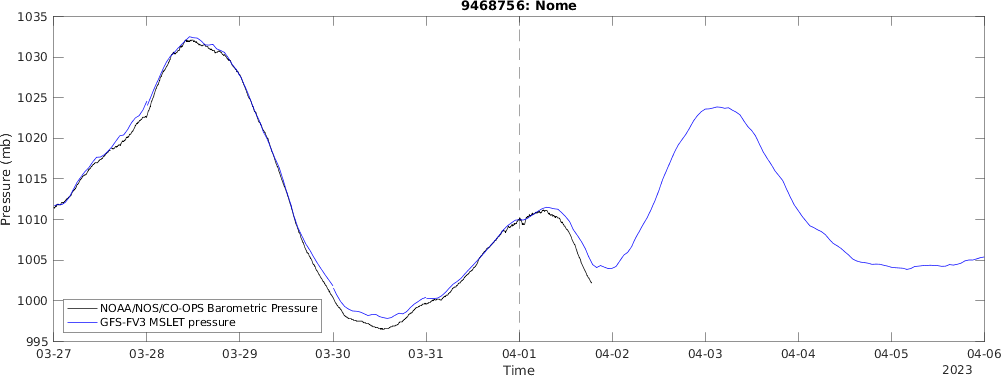 9468756: Nome
1035
1030
1025
1020
1015
1010
1005
1000
995
Pressure (mb)
NOAA/NOS/CO-OPS Barometric Pressure
GFS-FV3 MSLET pressure
03-27 03-28 03-29 03-30 03-31 04-01 04-02 04-03 04-04 04-05 04-06
Time
2023